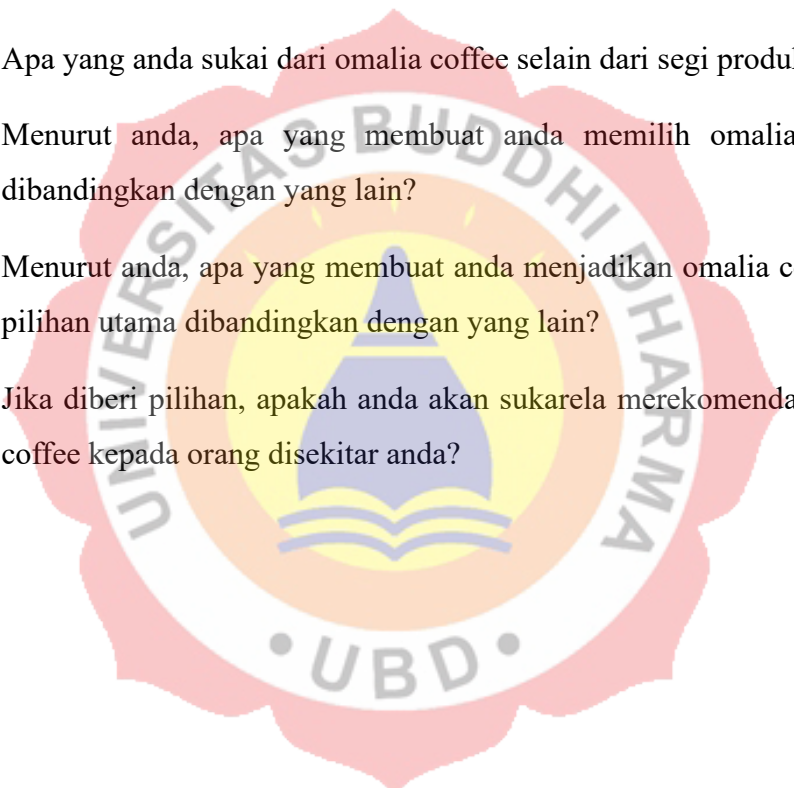 Apa yang anda sukai dari omalia coffee selain dari segi
Menurut anda, apa yang membuat anda memilih omalia
dibandingkan dengan yang lain?
Menurut anda, apa yang membuat anda menjadikan omalia
pilihan utama dibandingkan dengan yang lain?
Jika diberi pilihan, apakah anda akan sukarela
coffee kepada orang disekitar anda?
UNIVERSITAS BUDDHI DHARMA
• UBD •